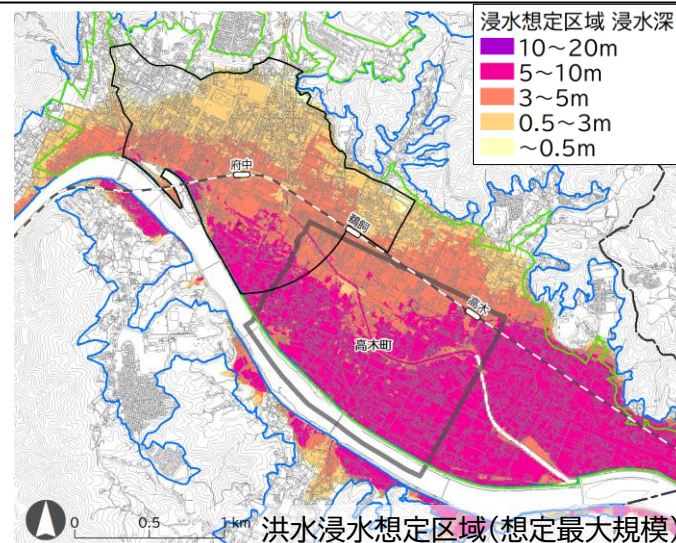 浸水想定区域 浸水深
10～20m
5～10m
3～5m
0.5～3m
～0.5m
府中
鵜飼
高木
高木町
0 0.5 1 km
洪水浸水想定区域(想定最大規模)